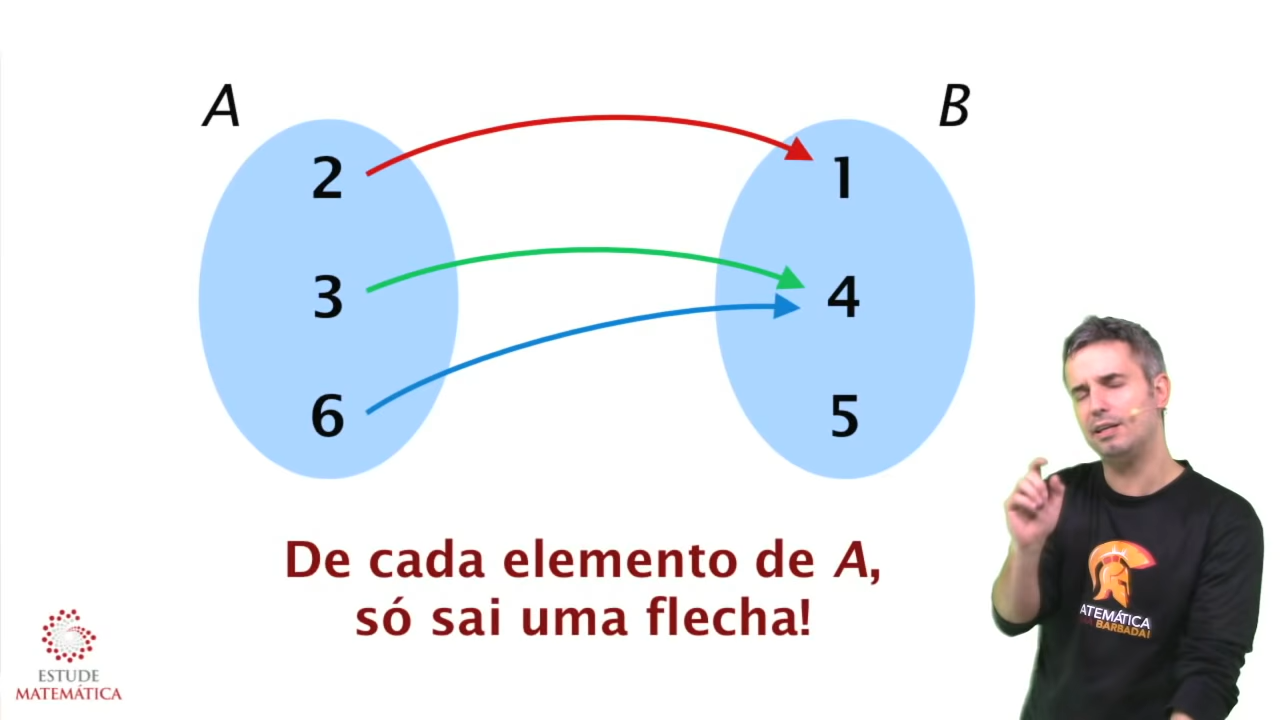 A
B
2
1
3
4
6
5
De cada elemento de A,
só sai uma flecha!
ATEMÁTICA
BARBADA!
ESTUDE
MATEMÁTICA